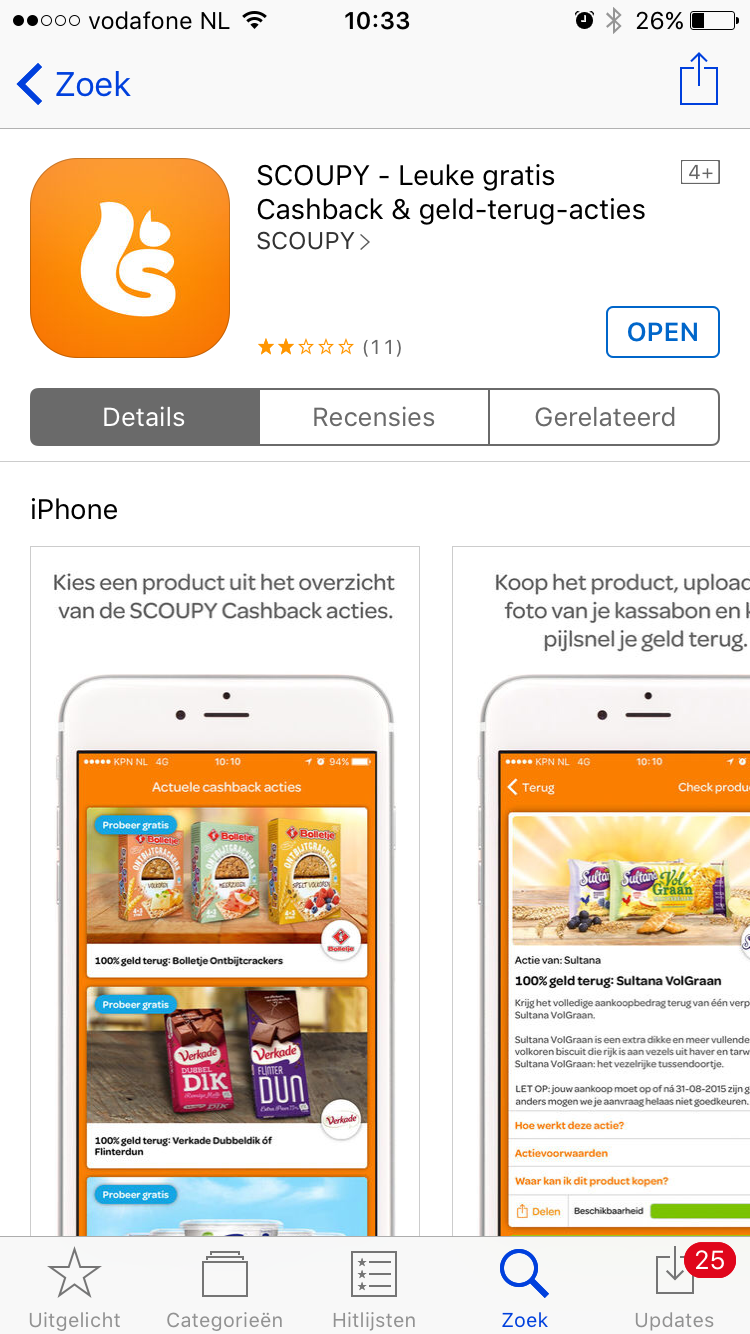 vodafone NL 10:33 26%
Zoek
SCOUPY - Leuke gratis
Cashback & geld-terug-acties
4+
SCOUPY
(11)
OPEN
Details Recensies Gerelateerd
iPhone
Kies een product uit het overzicht
van de SCOUPY Cashback acties.
KPN NL 4G 10:10 94%
Actuele cashback acties
Probeer gratis
Bolletje Bolletje Bolletje
ONTBIJTCRACKERS ONTBIJTCRACKERS ONTBIJTCRACKERS
VOLKOREN MEERZADEN SPELT VOLKOREN
Bolletje
100% geld terug: Bolletje Ontbijtcrackers
Probeer gratis
Verkade Verkade
DUBBEL
DIK
FLINTER
DUN
Verkade
100% geld terug: Verkade Dubbeldik óf
Flinterdun
Probeer gratis
Koop het product, upload
foto van je kassabon en k
pijlsnel je geld terug.
KPN NL 4G 10:10
Terug Check produ
Sultana Sultana
Vol
Graan
Actie van: Sultana
100% geld terug: Sultana VolGraan
Krijg het volledige aankoopbedrag terug van één verp
Sultana VolGraan.
Sultana VolGraan is een extra dikke en meer vullende
volkoren biscuit die rijk is aan vezels uit haver en tarw
Sultana VolGraan: het vezelrijke tussendoortje.
LET OP: jouw aankoop moet op of ná 31-08-2015 zijn g
anders mogen we je aanvraag helaas niet goedkeuren.
Hoe werkt deze actie?
Actievoorwaarden
Waar kan ik dit product kopen?
Delen Beschikbaarheid
Uitgelicht Categorieën Hitlijsten Zoek Updates
25